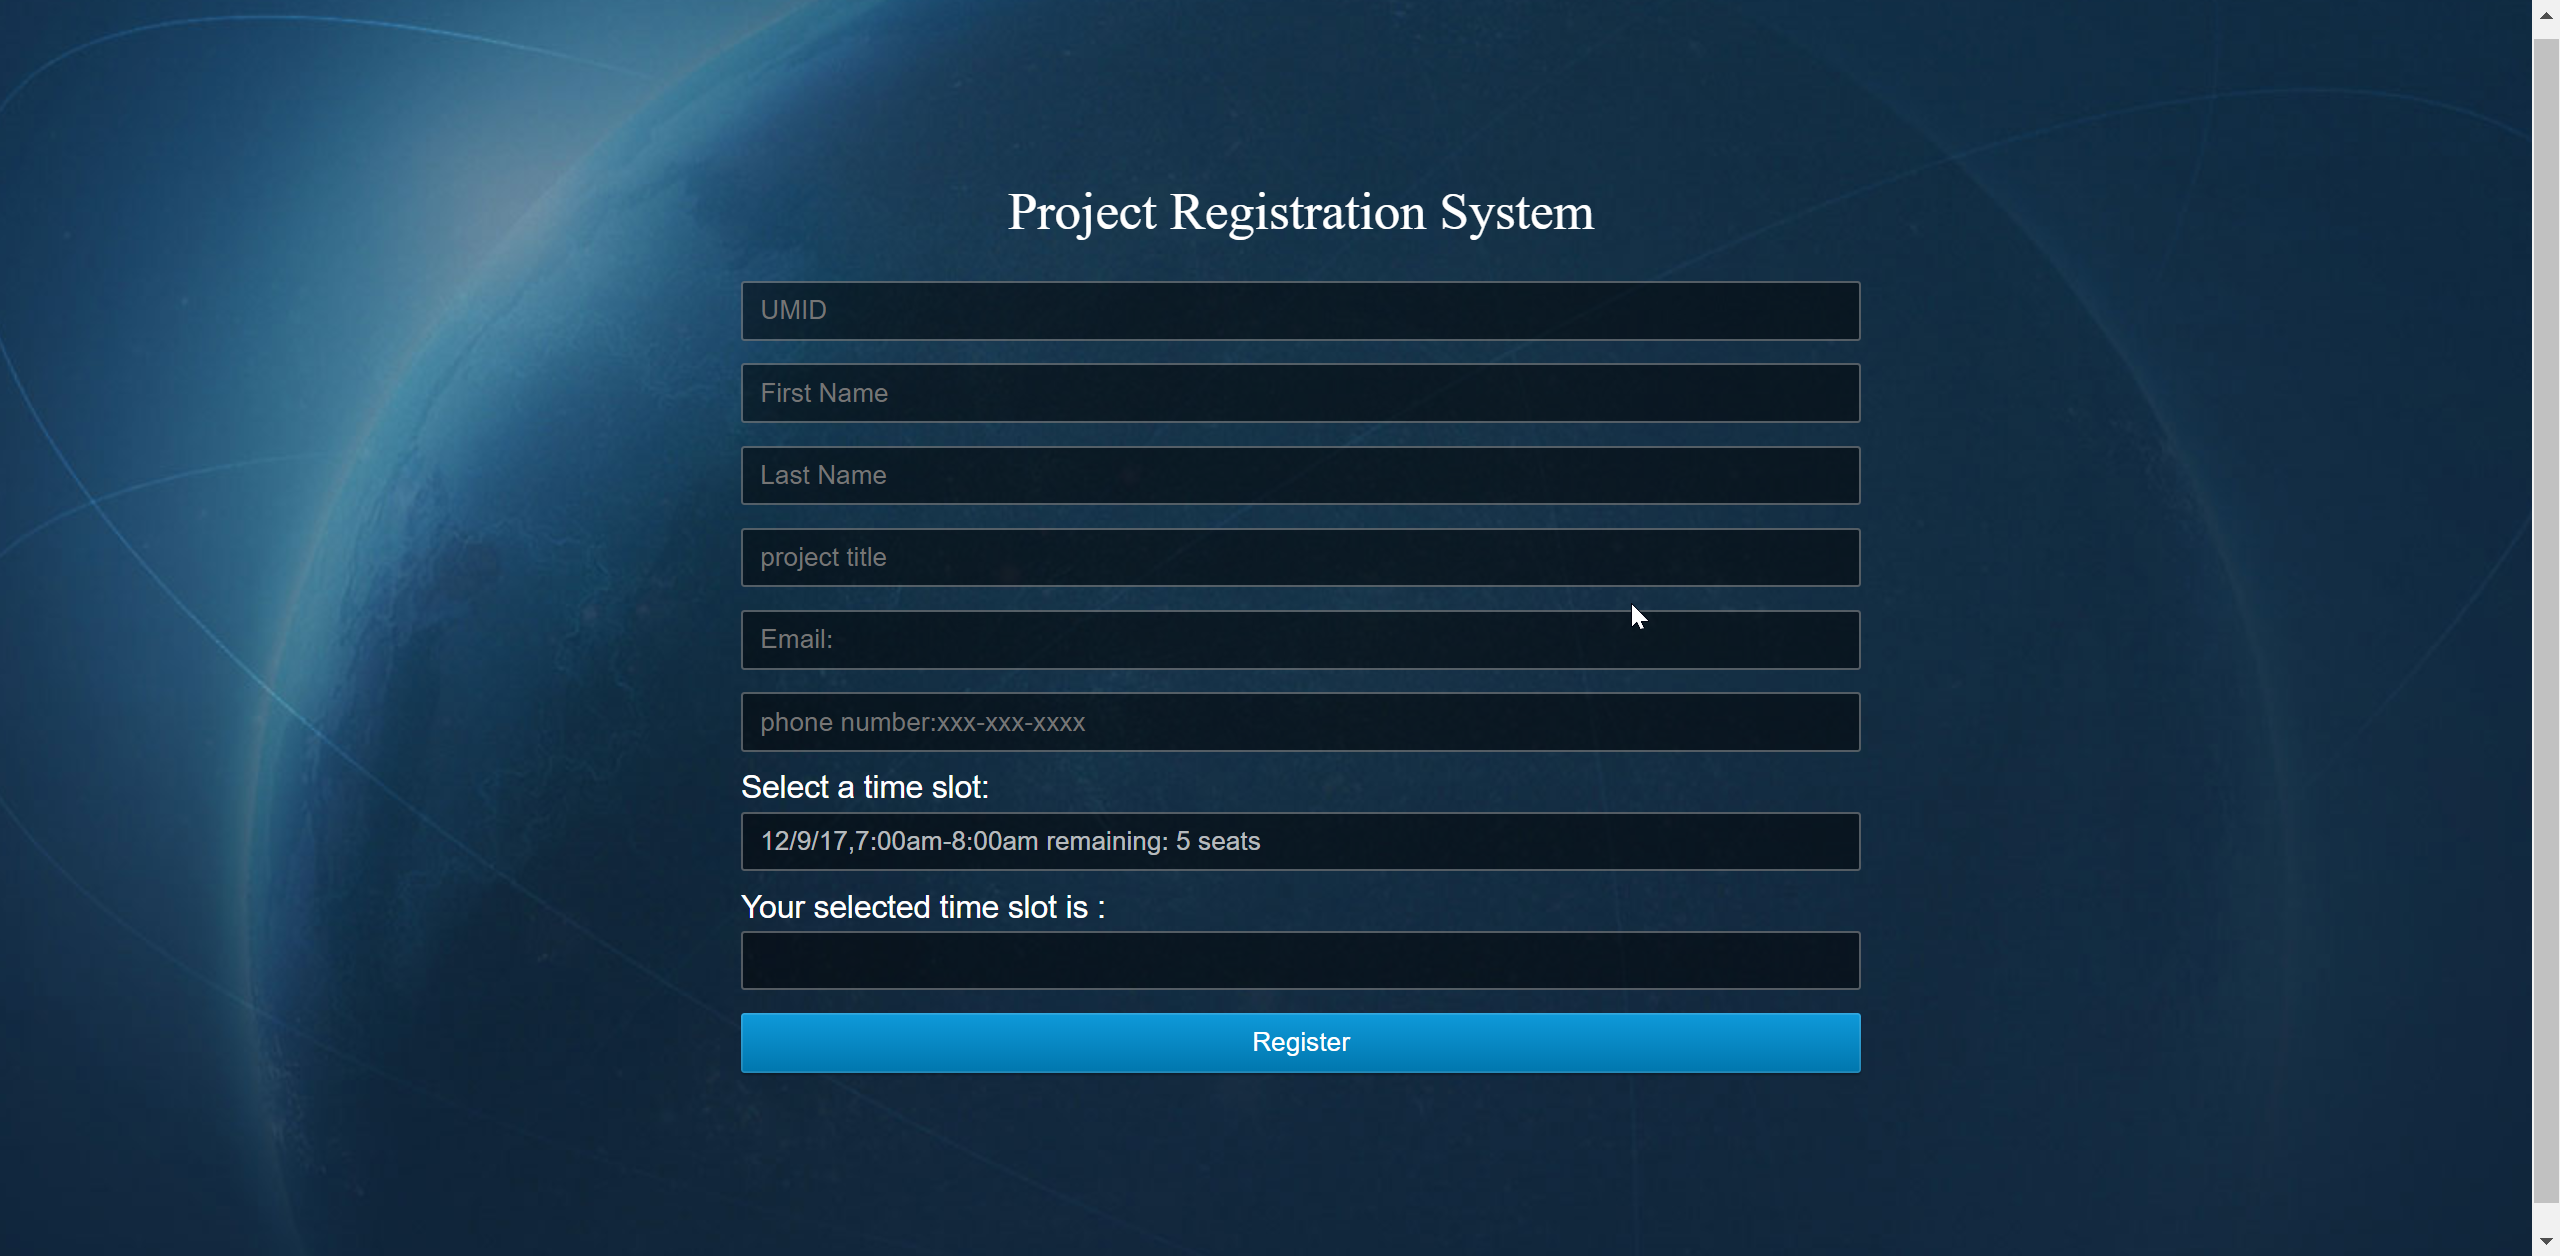 Project Registration System
UMID
First Name
Last Name
project title
Email:
phone number:xxx-xxx-xxxx
Select a time slot:
12/9/17,7:00am-8:00am remaining: 5 seats
Your selected time slot is :
Register